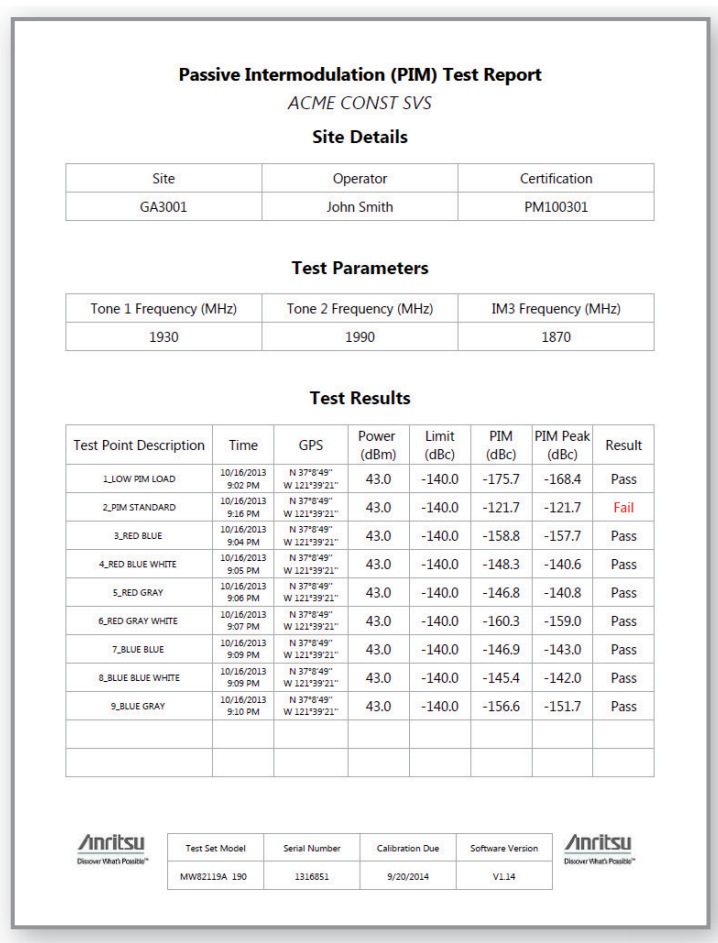 Passive Intermodulation (PIM) Test Report
ACME CONST SVS
Site Details
Site Operator Certification
GA3001 John Smith PM100301
Test Parameters
Tone 1 Frequency (MHz) Tone 2 Frequency (MHz) IM3 Frequency (MHz)
1930 1990 1870
Test Results
Test Point Description Time GPS Power (dBm) Limit (dBc) PIM (dBc) PIM Peak (dBc) Result
1_LOW PIM LOAD 10/16/2013 9:02 PM N 37°8'49'' W 121°39'21'' 43.0 -140.0 -175.7 -168.4 Pass
2_PIM STANDARD 10/16/2013 9:16 PM N 37°8'49'' W 121°39'21'' 43.0 -140.0 -121.7 -121.7 Fail
3_RED BLUE 10/16/2013 9:04 PM N 37°8'49'' W 121°39'21'' 43.0 -140.0 -158.8 -157.7 Pass
4_RED BLUE WHITE 10/16/2013 9:05 PM N 37°8'49'' W 121°39'21'' 43.0 -140.0 -148.3 -140.6 Pass
5_RED GRAY 10/16/2013 9:06 PM N 37°8'49'' W 121°39'21'' 43.0 -140.0 -146.8 -140.8 Pass
6_RED GRAY WHITE 10/16/2013 9:07 PM N 37°8'49'' W 121°39'21'' 43.0 -140.0 -160.3 -159.0 Pass
7_BLUE BLUE 10/16/2013 9:09 PM N 37°8'49'' W 121°39'21'' 43.0 -140.0 -146.9 -143.0 Pass
8_BLUE BLUE WHITE 10/16/2013 9:09 PM N 37°8'49'' W 121°39'21'' 43.0 -140.0 -145.4 -142.0 Pass
9_BLUE GRAY 10/16/2013 9:10 PM N 37°8'49'' W 121°39'21'' 43.0 -140.0 -156.6 -151.7 Pass
Anritsu
Discover What's Possible™
Test Set Model Serial Number Calibration Due Software Version
MW82119A 190 1316851 9/20/2014 V1.14
Anritsu
Discover What's Possible™